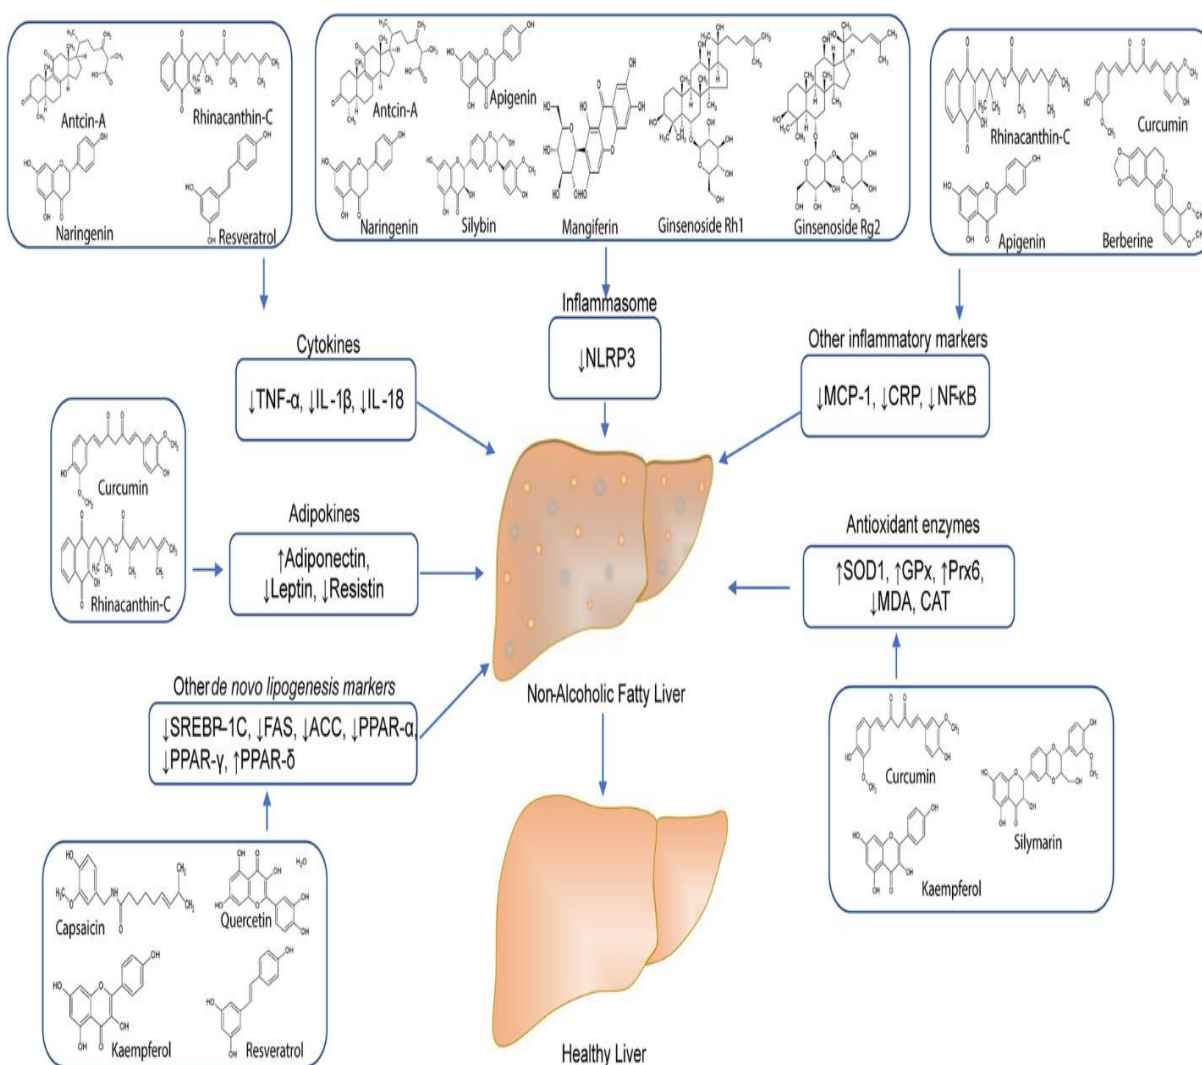 Antcin-A
Rhinacanthin-C
Naringenin
Resveratrol
Antcin-A
Apigenin
Naringenin
Silybin
Mangiferin
Ginsenoside Rh1
Ginsenoside Rg2
Rhinacanthin-C
Curcumin
Apigenin
Berberine
Cytokines
↓TNF-α, ↓IL-1β, ↓IL-18
Inflammasome
↓NLRP3
Other inflammatory markers
↓MCP-1, ↓CRP, ↓NF-κB
Curcumin
Rhinacanthin-C
Adipokines
↑Adiponectin,
↓Leptin, ↓Resistin
Antioxidant enzymes
↑SOD1, ↑GPx, ↑Prx6,
↓MDA, CAT
Other de novo lipogenesis markers
↓SREBP-1C, ↓FAS, ↓ACC, ↓PPAR-α,
↓PPAR-γ, ↑PPAR-δ
Non-Alcoholic Fatty Liver
Capsaicin
Quercetin
H₂O
Kaempferol
Resveratrol
Curcumin
Silymarin
Kaempferol
Healthy Liver